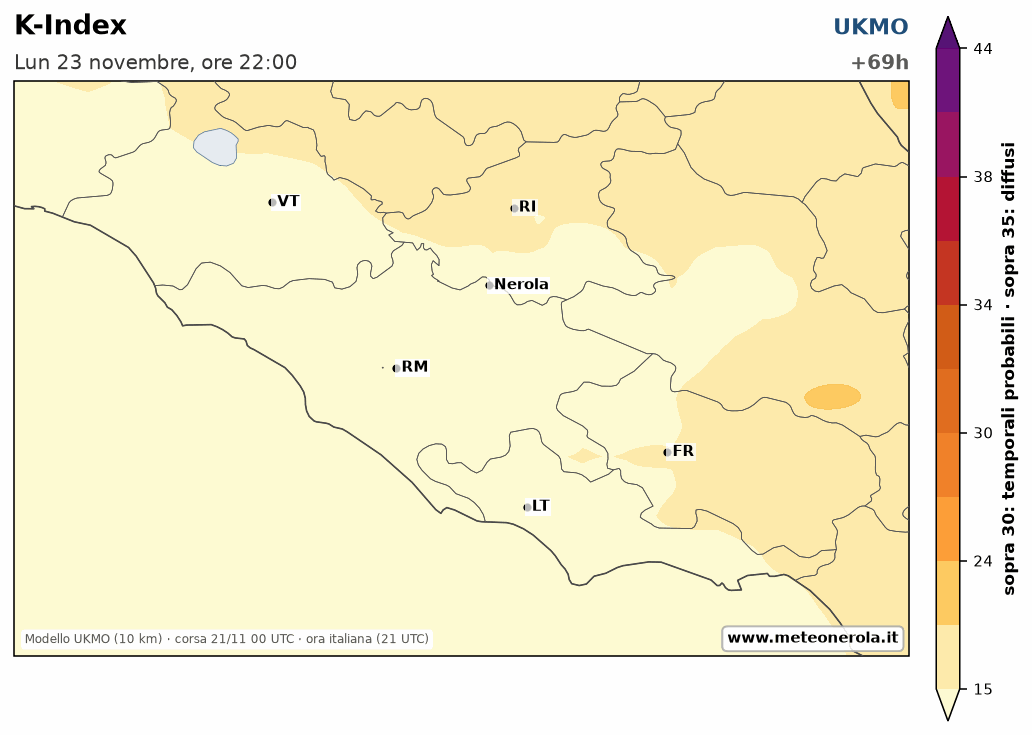 K-Index
UKMO
Lun 23 novembre, ore 22:00
+69h
44
38
34
30
24
15
sopra 30: temporali probabili · sopra 35: diffusi
VT
RI
Nerola
RM
FR
LT
Modello UKMO (10 km) · corsa 21/11 00 UTC · ora italiana (21 UTC)
www.meteonerola.it